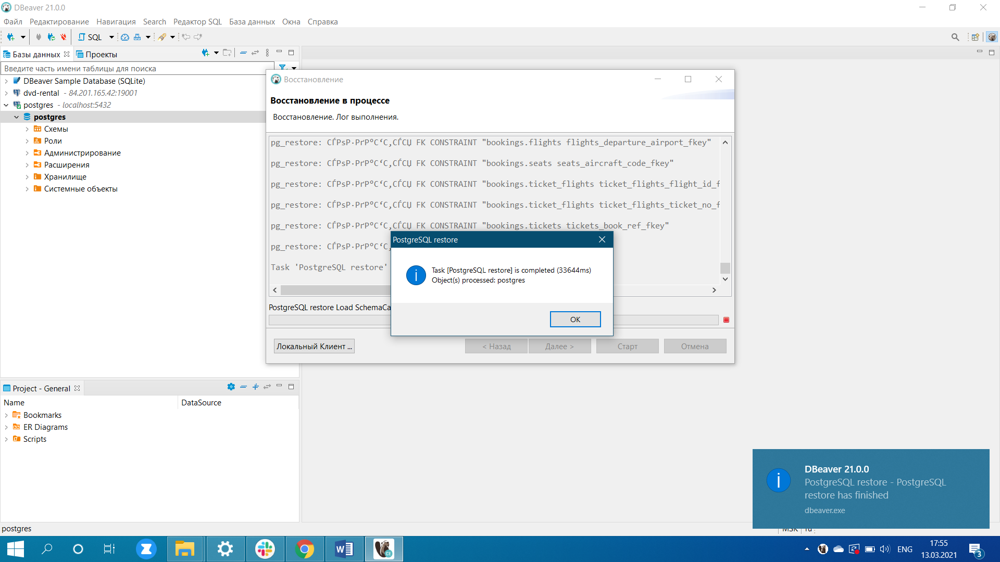 DBeaver 21.0.0
Файл Редактирование Навигация Search Редактор SQL База данных Окна Справка
SQL
Базы данных Проекты
Введите часть имени таблицы для поиска
DBeaver Sample Database (SQLite)
dvd-rental - 84.201.165.42:19001
postgres - localhost:5432
postgres
Схемы
Роли
Администрирование
Расширения
Хранилище
Системные объекты
Восстановление
Восстановление в процессе
Восстановление. Лог выполнения.
pg_restore: СЃРѕР·РґР°С‘С‚СЃСЏ FK CONSTRAINT "bookings.flights flights_departure_airport_fkey"
pg_restore: СЃРѕР·РґР°С‘С‚СЃСЏ FK CONSTRAINT "bookings.seats seats_aircraft_code_fkey"
pg_restore: СЃРѕР·РґР°С‘С‚СЃСЏ FK CONSTRAINT "bookings.ticket_flights ticket_flights_flight_id_f
pg_restore: СЃРѕР·РґР°С‘С‚СЃСЏ FK CONSTRAINT "bookings.ticket_flights ticket_flights_ticket_no_f
pg_restore: СЃРѕР·РґР°С‘С‚СЃСЏ FK CONSTRAINT "bookings.tickets tickets_book_ref_fkey"
pg_restore: СЃРѕР·РґР°С‘С‚
Task 'PostgreSQL restore'
PostgreSQL restore Load SchemaCa
Локальный Клиент ... < Назад Далее > Старт Отмена
PostgreSQL restore
Task [PostgreSQL restore] is completed (33644ms)
Object(s) processed: postgres
OK
Project - General
Name DataSource
Bookmarks
ER Diagrams
Scripts
DBeaver 21.0.0
PostgreSQL restore - PostgreSQL
restore has finished
dbeaver.exe
postgres
MSK ru
ENG
17:55
13.03.2021
3